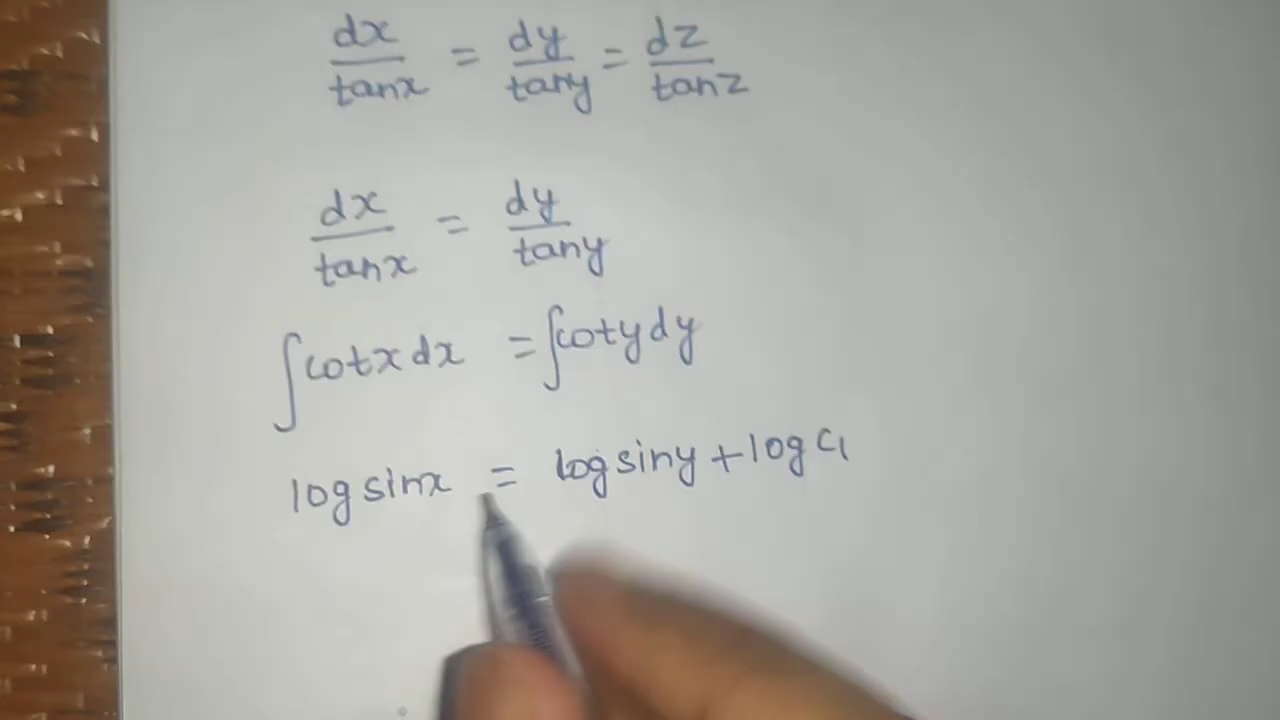 dx/tanx = dy/tany = dz/tanz
dx/tanx = dy/tany
∫cotx dx = ∫coty dy
log sinx = log siny + log c₁